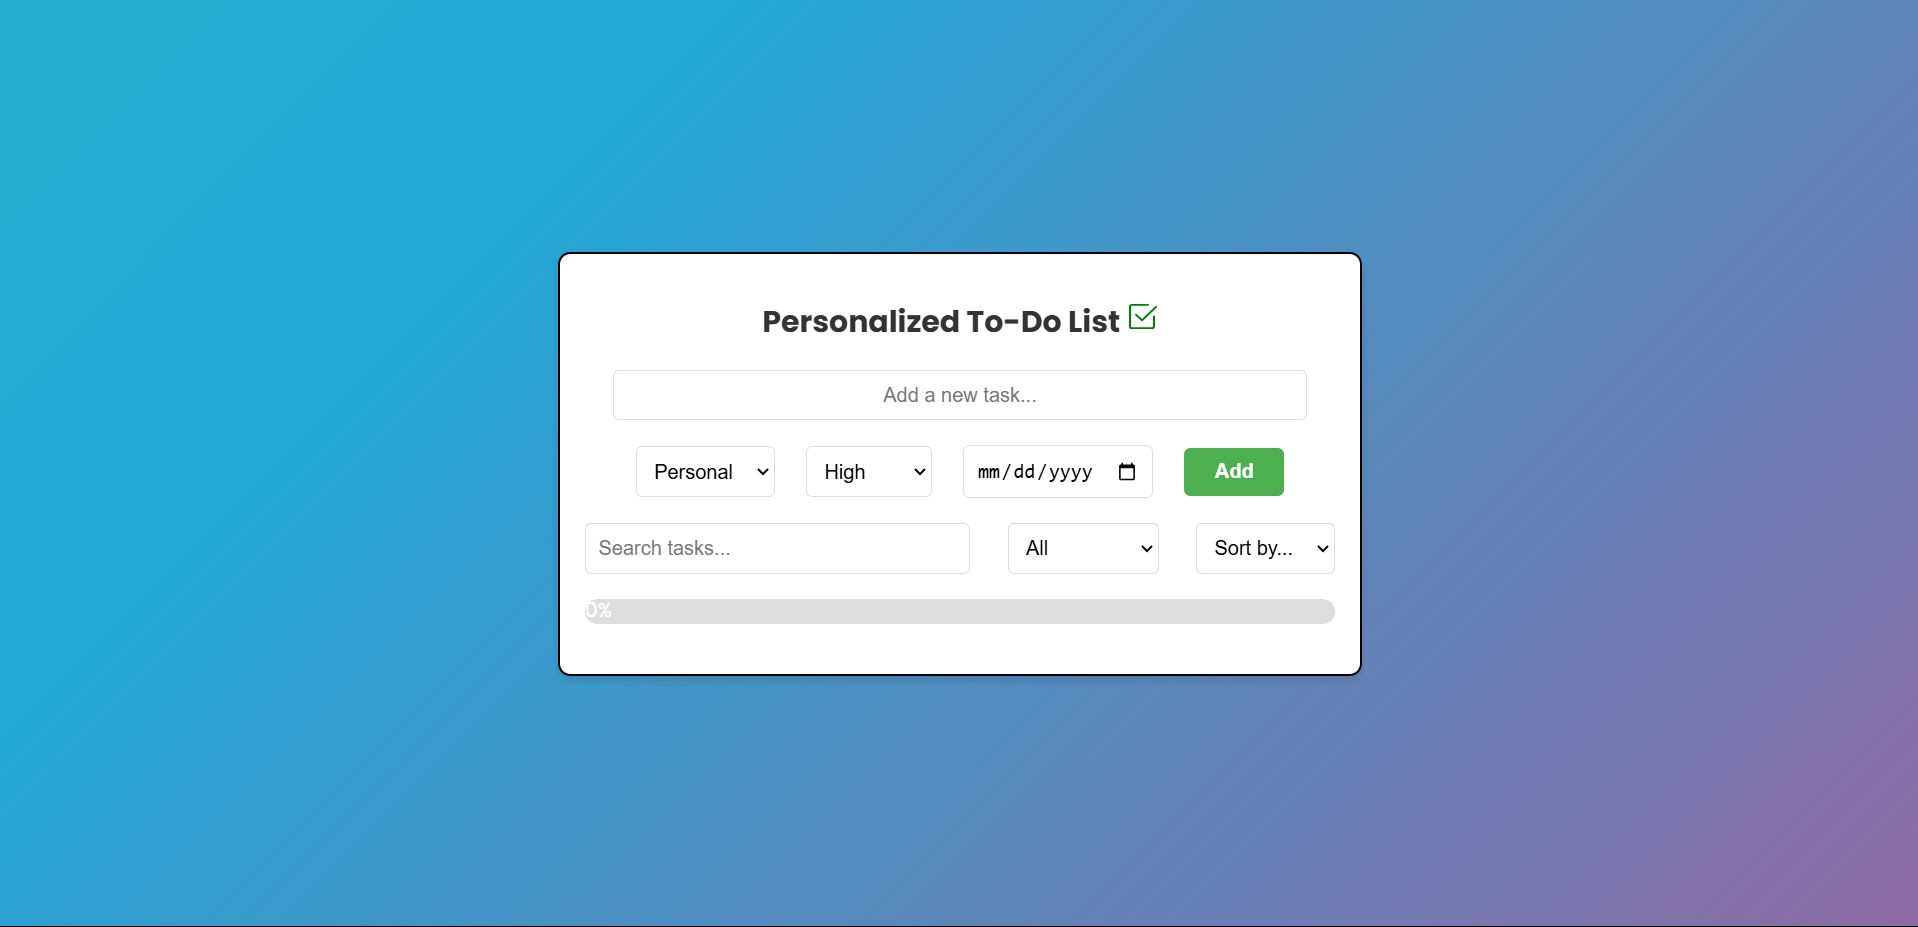 Personalized To-Do List
Add a new task...
Personal High mm/dd/yyyy Add
Search tasks... All Sort by...
0%